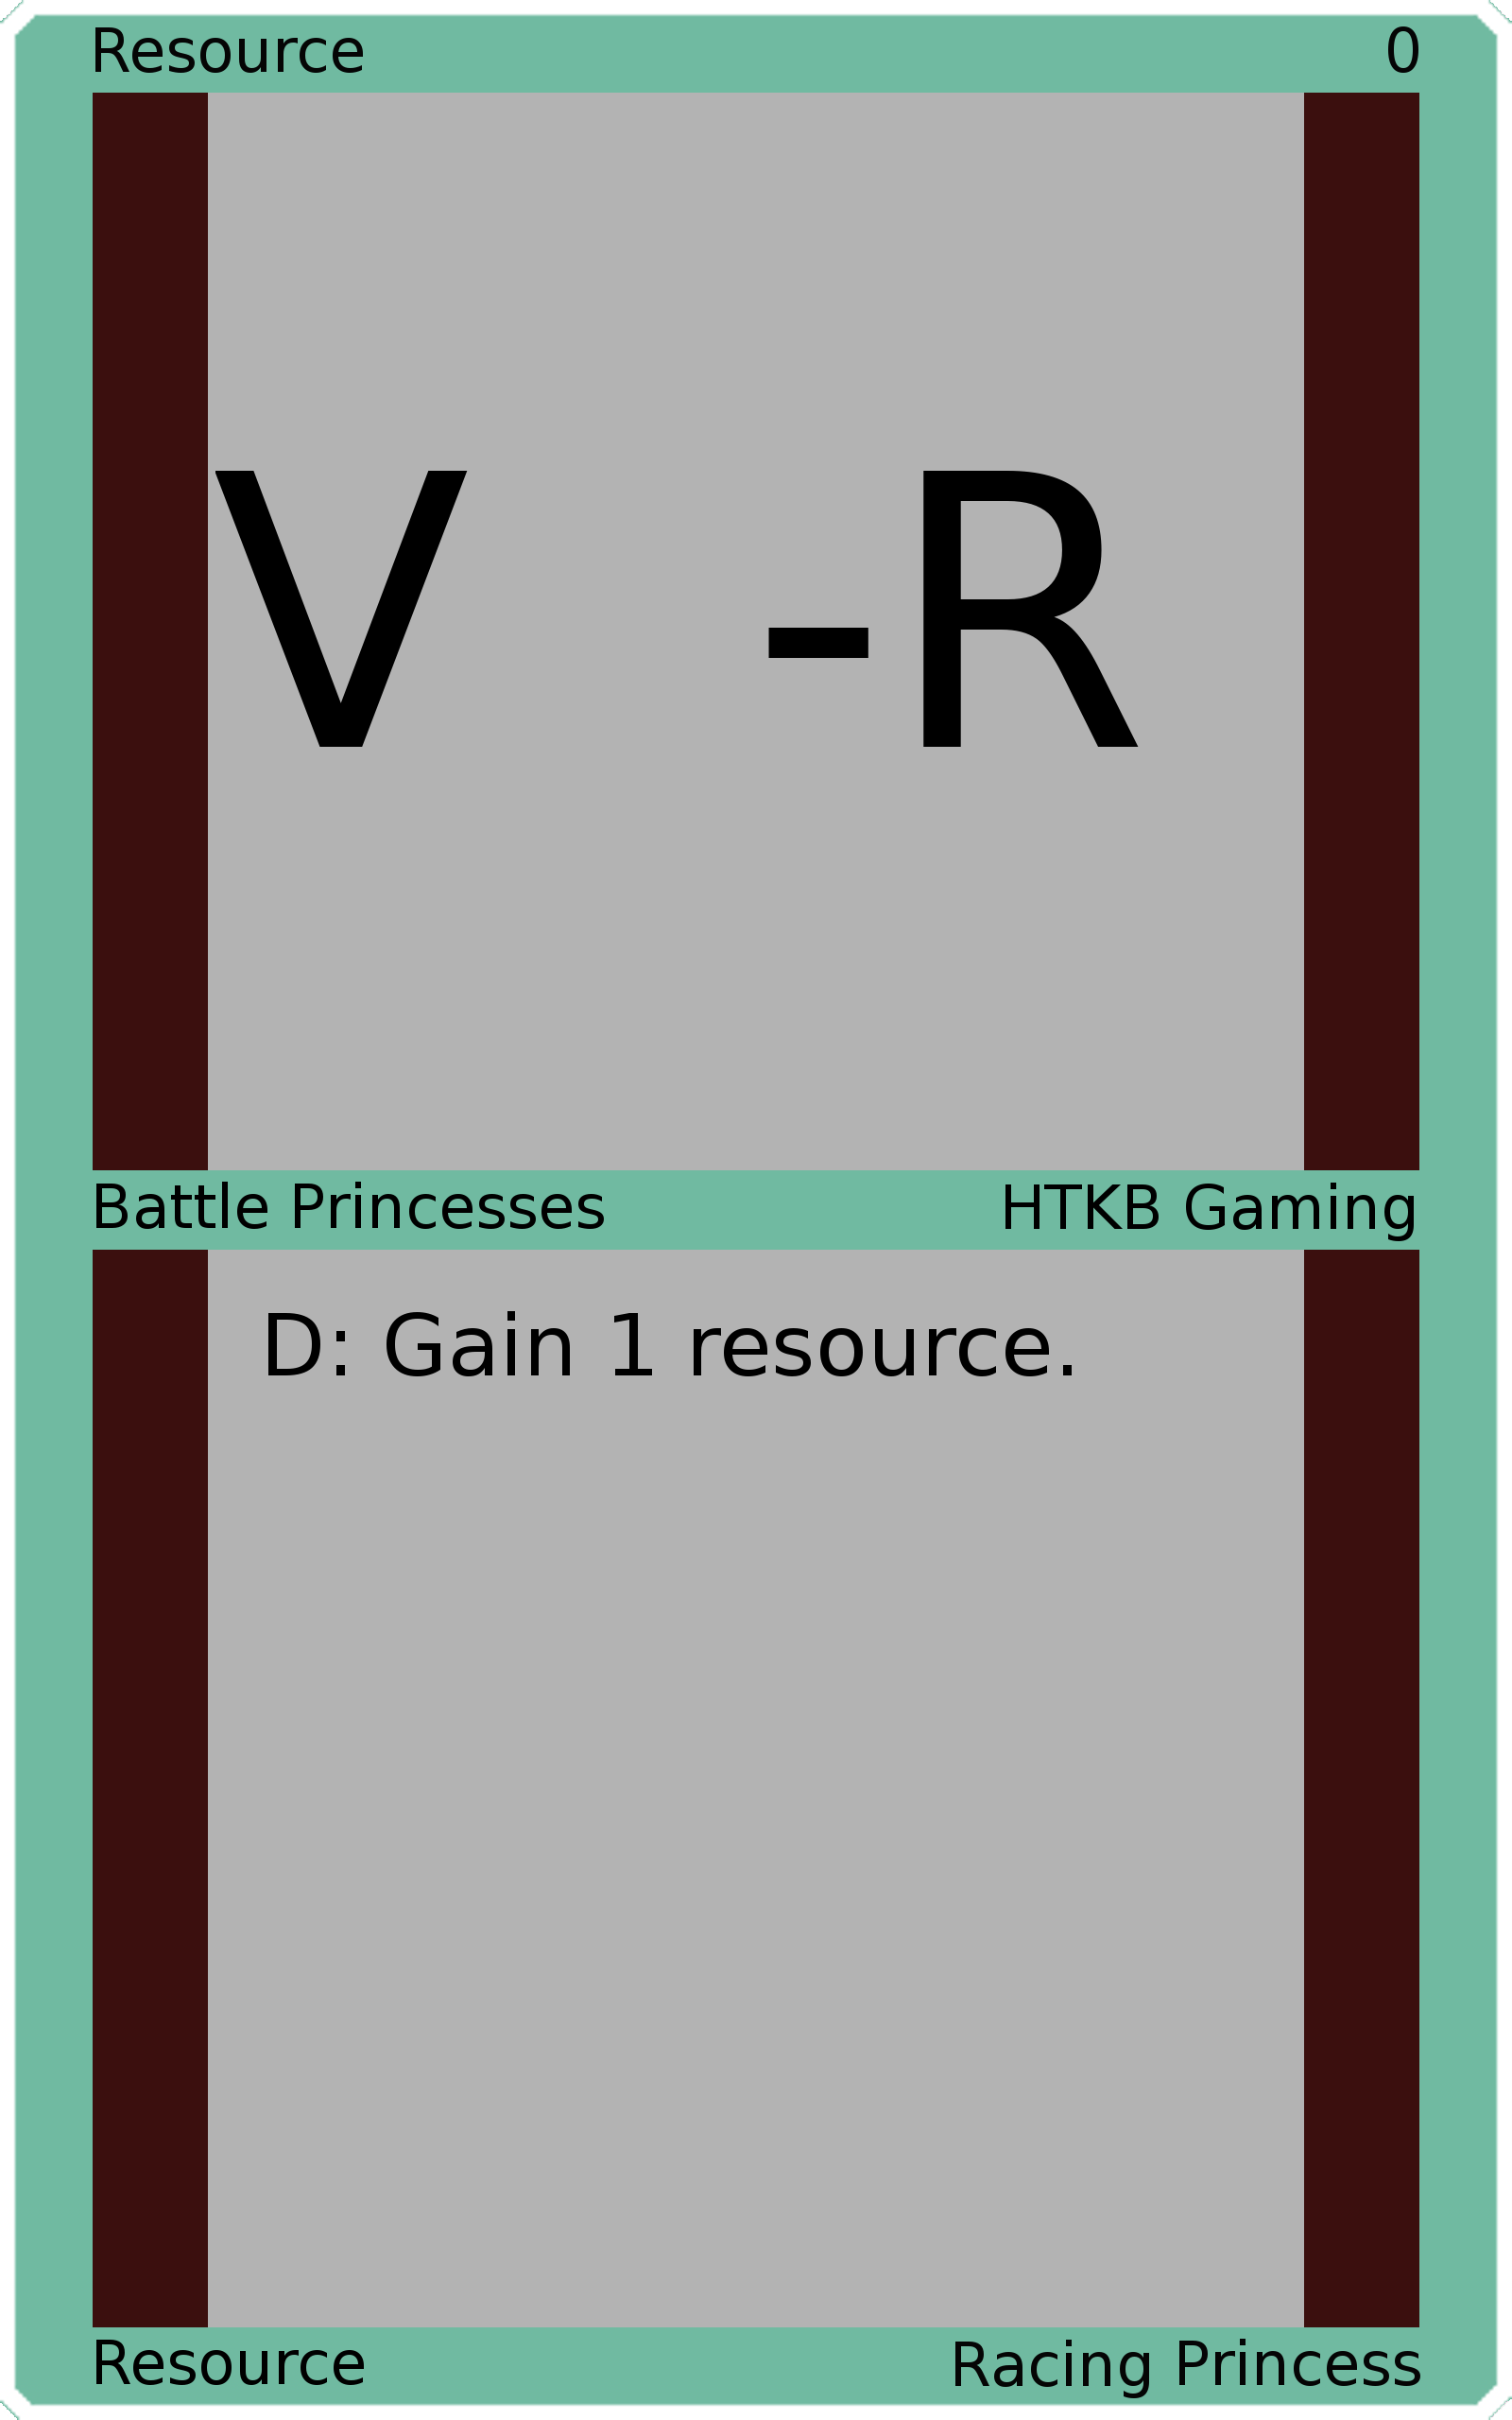 Resource 0
V -R
Battle Princesses HTKB Gaming
D: Gain 1 resource.
Resource Racing Princess